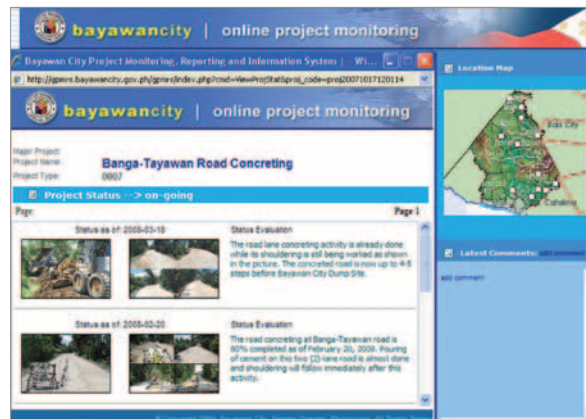 bayawancity | online project monitoring
Bayawan City Project Monitoring, Reporting and Information System | Wi...
http://gpmrs.bayawancity.gov.ph/gpmes/index.php?cmd=ViewProjStat&proj_code=proj20071017120114
bayawancity | online project monitoring
Major Project:
Project Name: Banga-Tayawan Road Concreting
Project Type: 0007
Project Status --> on-going
Page: Page 1
Status as of: 2008-03-18
Status Evaluation
The road lane concreting activity is already done
while its shouldering is still being worked as shown
in the picture. The concreted road is now up to 4-5
steps before Bayawan City Dump Site.
Status as of: 2008-02-20
Status Evaluation
The road concreting at Banga-Tayawan road is
80% completed as of February 20, 2008. Pouring
of cement on this two (2)-lane road is almost done
and shouldering will follow immediately after this
activity.
Location Map
Catalina
Latest Comments: add comment
add comment